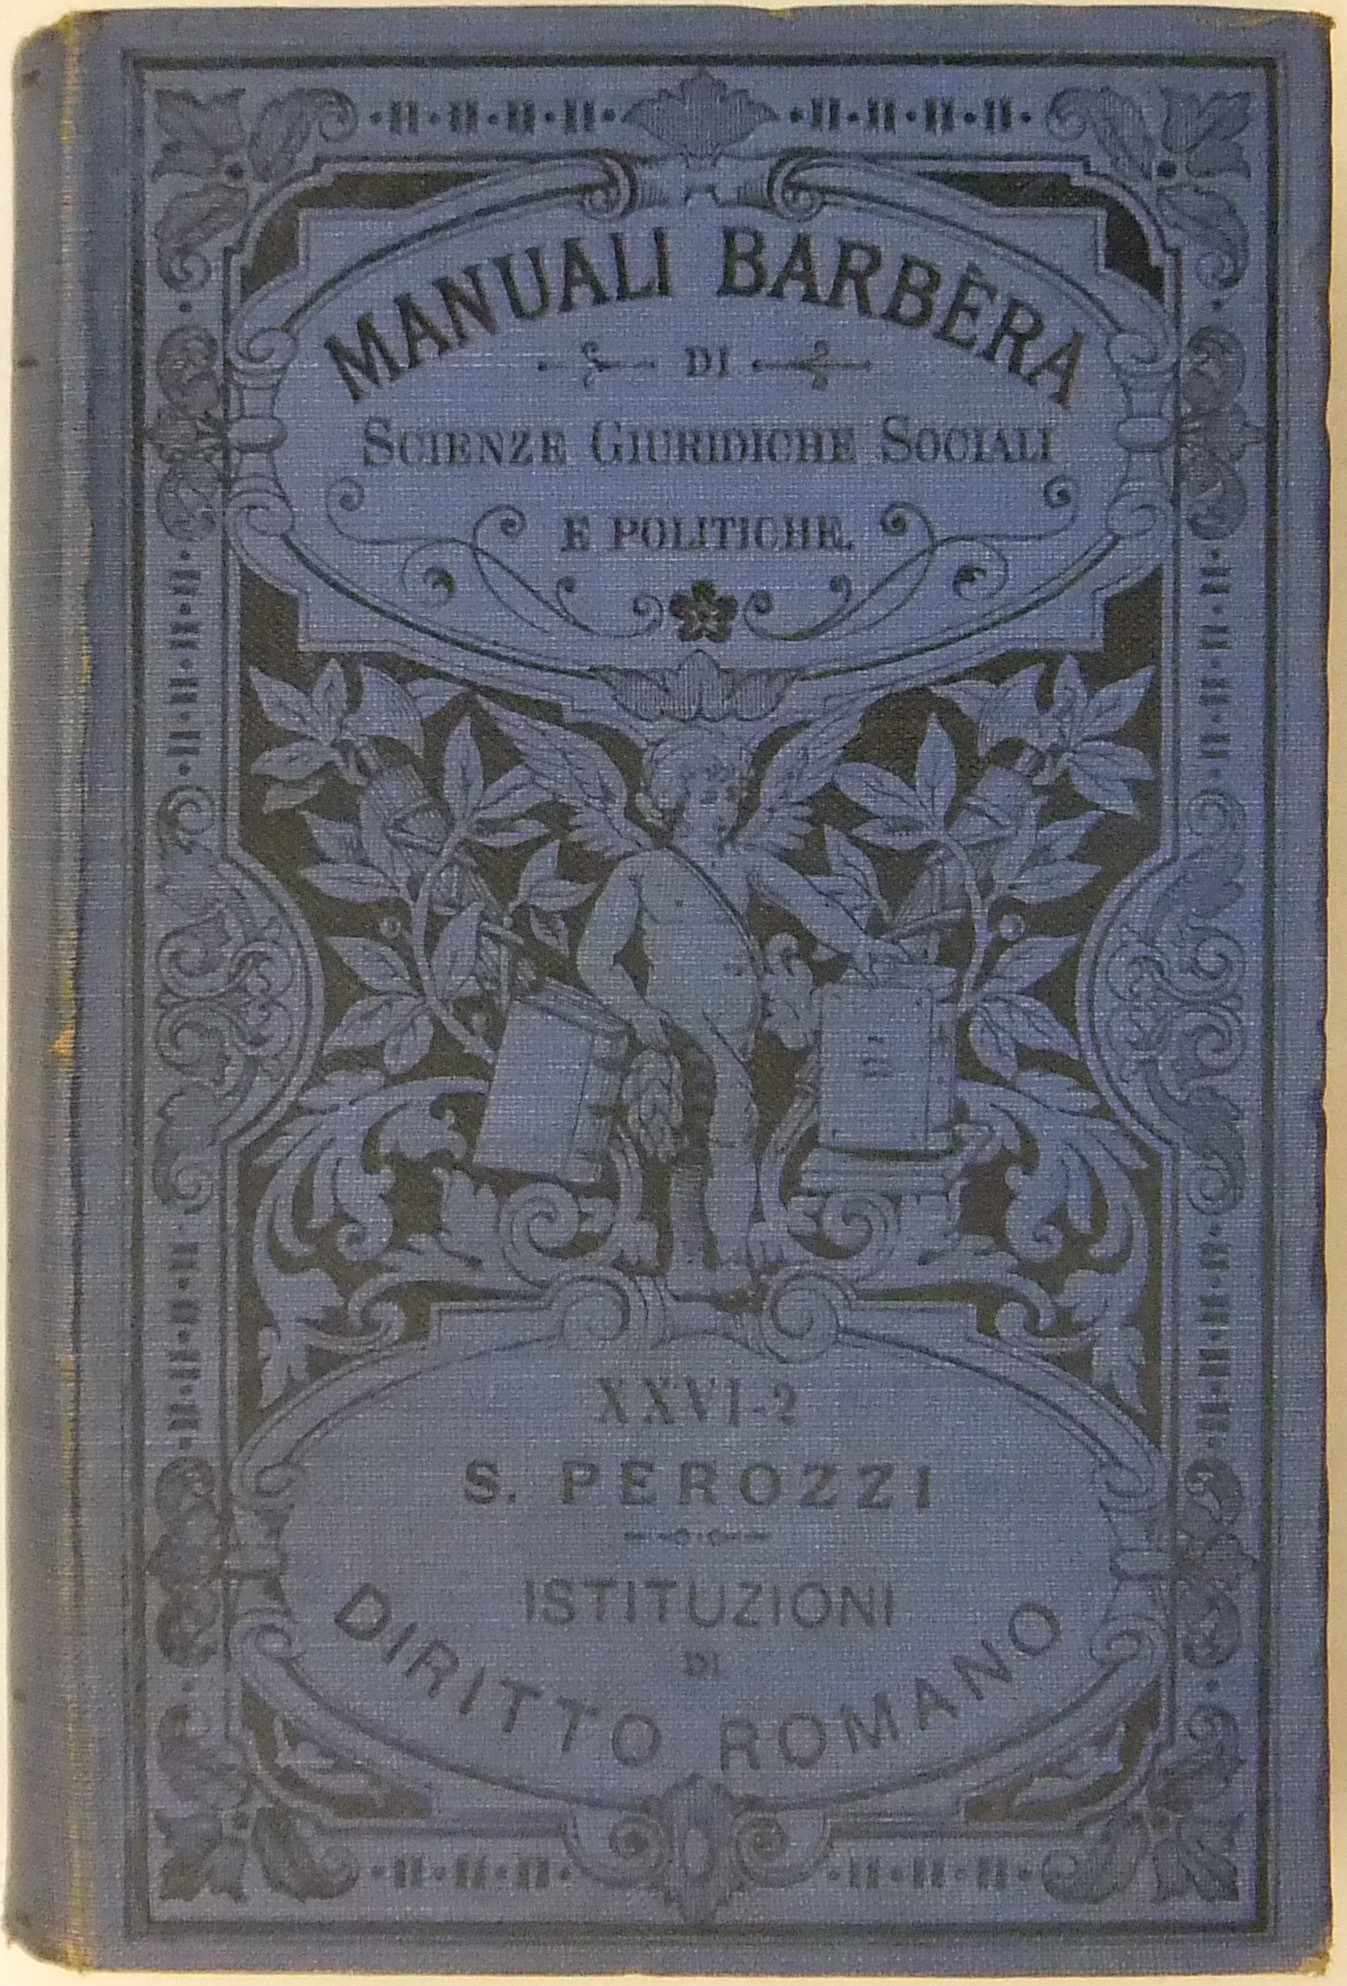 MANUALI BARBÈRA
DI
SCIENZE GIURIDICHE SOCIALI
E POLITICHE.
XXVI-2
S. PEROZZI
ISTITUZIONI
DI
DIRITTO ROMANO